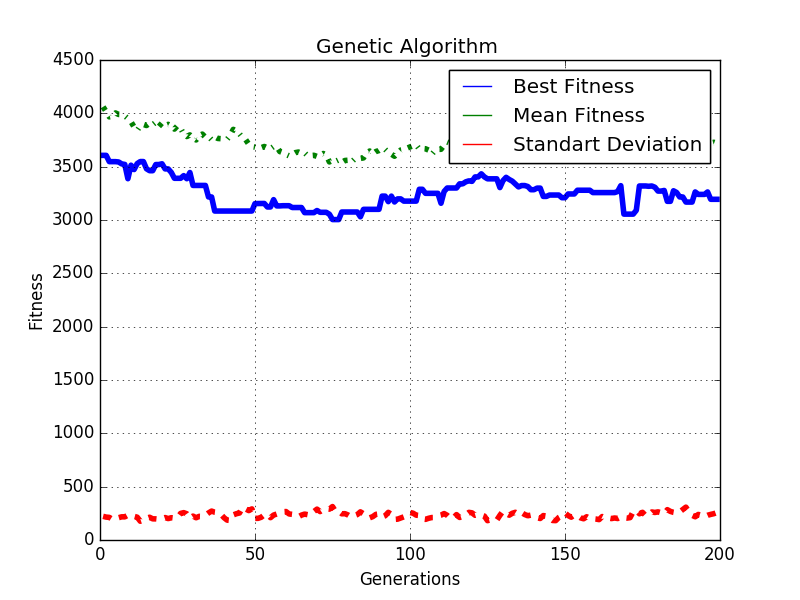 Genetic Algorithm
4500
4000
3500
3000
2500
2000
1500
1000
500
0
Fitness
Best Fitness
Mean Fitness
Standart Deviation
0 50 100 150 200
Generations